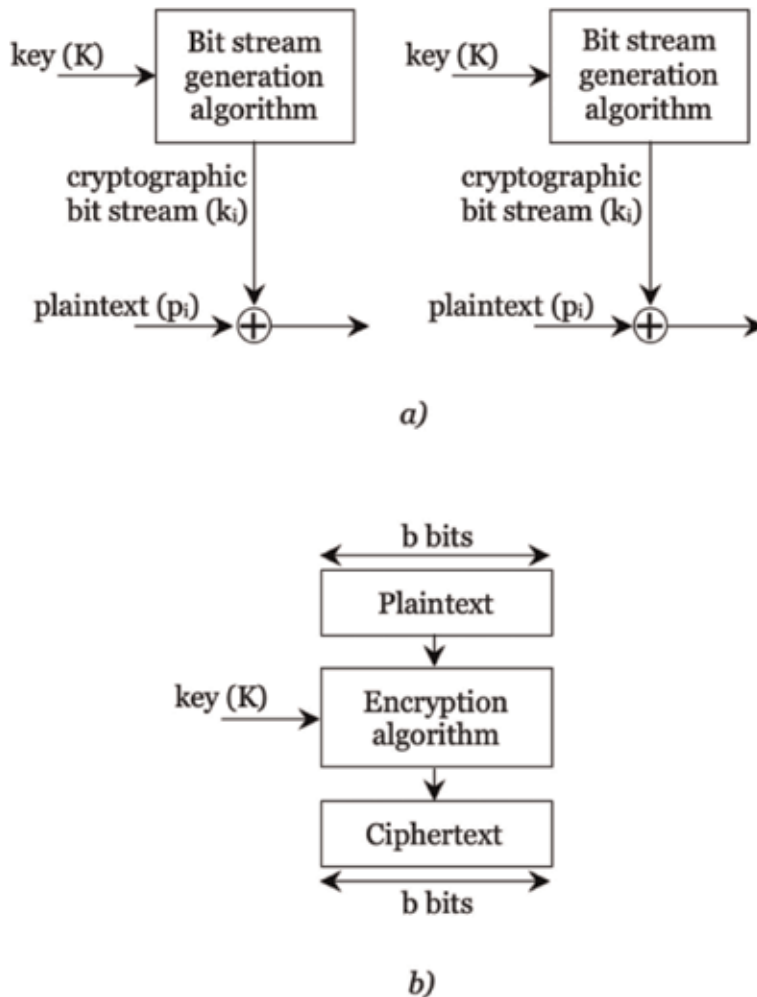 key (K)
Bit stream
generation
algorithm
cryptographic
bit stream (kᵢ)
plaintext (pᵢ)
key (K)
Bit stream
generation
algorithm
cryptographic
bit stream (kᵢ)
plaintext (pᵢ)
a)
b bits
Plaintext
key (K)
Encryption
algorithm
Ciphertext
b bits
b)